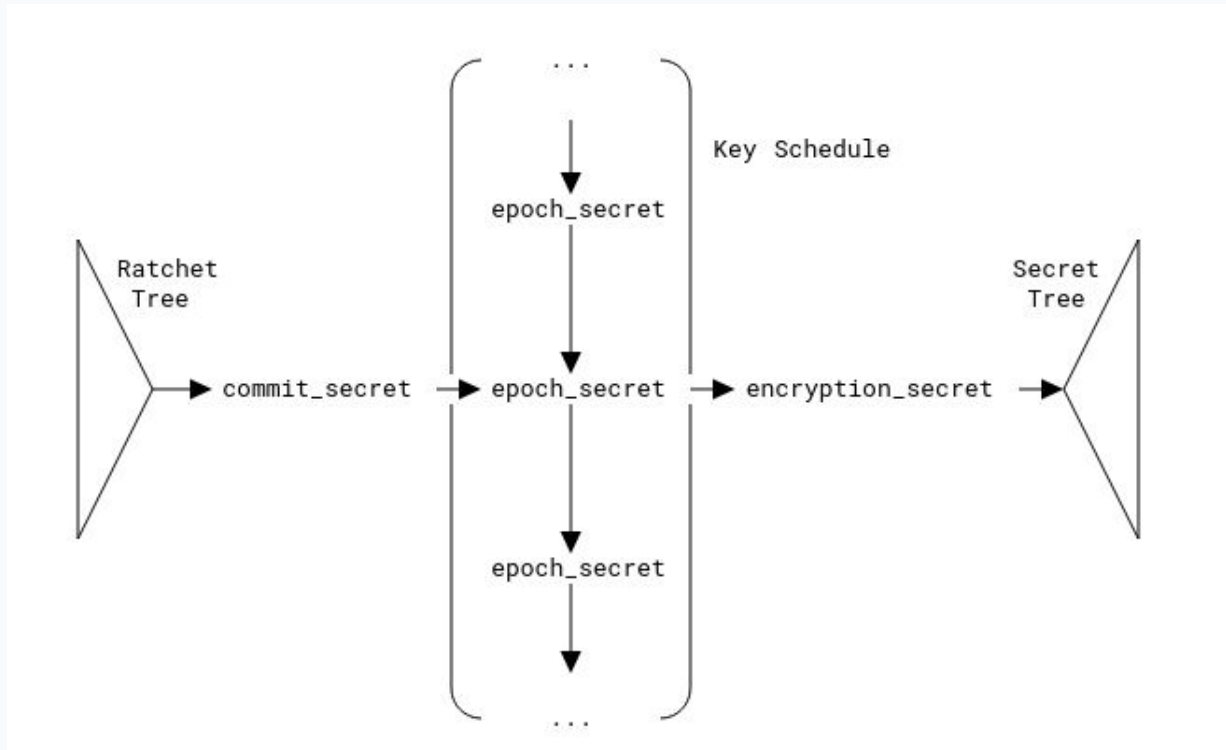 ...
Key Schedule
epoch_secret
Ratchet
Tree
Secret
Tree
commit_secret
epoch_secret
encryption_secret
epoch_secret
...